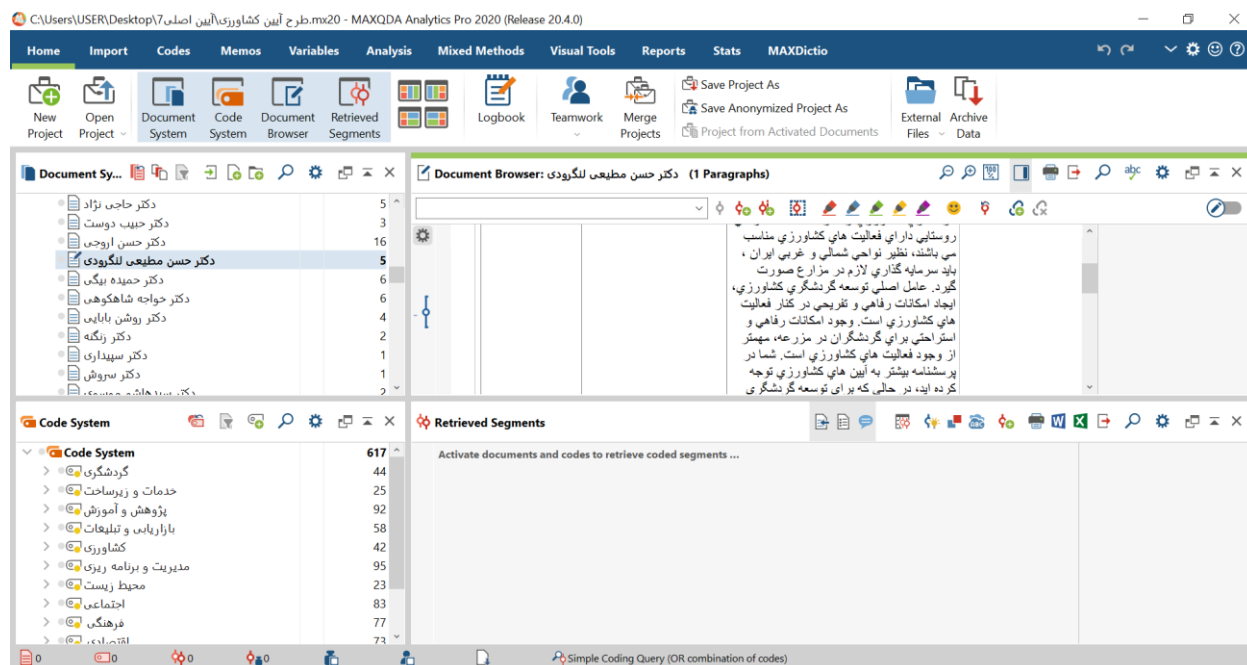 C:\Users\USER\Desktop\طرح آیین کشاورزی\آیین اصلی7.mx20 - MAXQDA Analytics Pro 2020 (Release 20.4.0)
Home Import Codes Memos Variables Analysis Mixed Methods Visual Tools Reports Stats MAXDictio
New Project
Open Project
Document System
Code System
Document Browser
Retrieved Segments
Logbook
Teamwork
Merge Projects
Save Project As
Save Anonymized Project As
Project from Activated Documents
External Files
Archive Data
Document Sy...
دکتر حاجی نژاد 5
دکتر حبیب دوست 3
دکتر حسن اروجی 16
دکتر حسن مطیعی لنگرودی 5
دکتر حمیده بیگی 6
دکتر خواجه شاهکوهی 6
دکتر روشن بابایی 4
دکتر زنگنه 2
دکتر سپیداری 1
دکتر سروش 1
دکتر سیدهاشم موسوی 2
Document Browser: دکتر حسن مطیعی لنگرودی (1 Paragraphs)
روستايي داراي فعاليت هاي كشاورزي مناسب
مي باشند، نظير نواحي شمالي و غربي ايران ،
بايد سرمايه گذاري لازم در مزارع صورت
گيرد. عامل اصلي توسعه گردشگري كشاورزي،
ايجاد امكانات رفاهي و تفريحي در كنار فعاليت
هاي كشاورزي است. وجود امكانات رفاهي و
استراحتي براي گردشگران در مزرعه، مهمتر
از وجود فعاليت هاي كشاورزي است. شما در
پرسشنامه بيشتر به آيين هاي كشاورزي توجه
كرده ايد، در حالي كه براي توسعه گردشگري
Code System
Code System 617
گردشگری 44
خدمات و زیرساخت 25
پژوهش و آموزش 92
بازاریابی و تبلیغات 58
کشاورزی 42
مدیریت و برنامه ریزی 95
محیط زیست 23
اجتماعی 83
فرهنگی 77
اقتصادی 73
Retrieved Segments
Activate documents and codes to retrieve coded segments ...
0 0 0 0
Simple Coding Query (OR combination of codes)